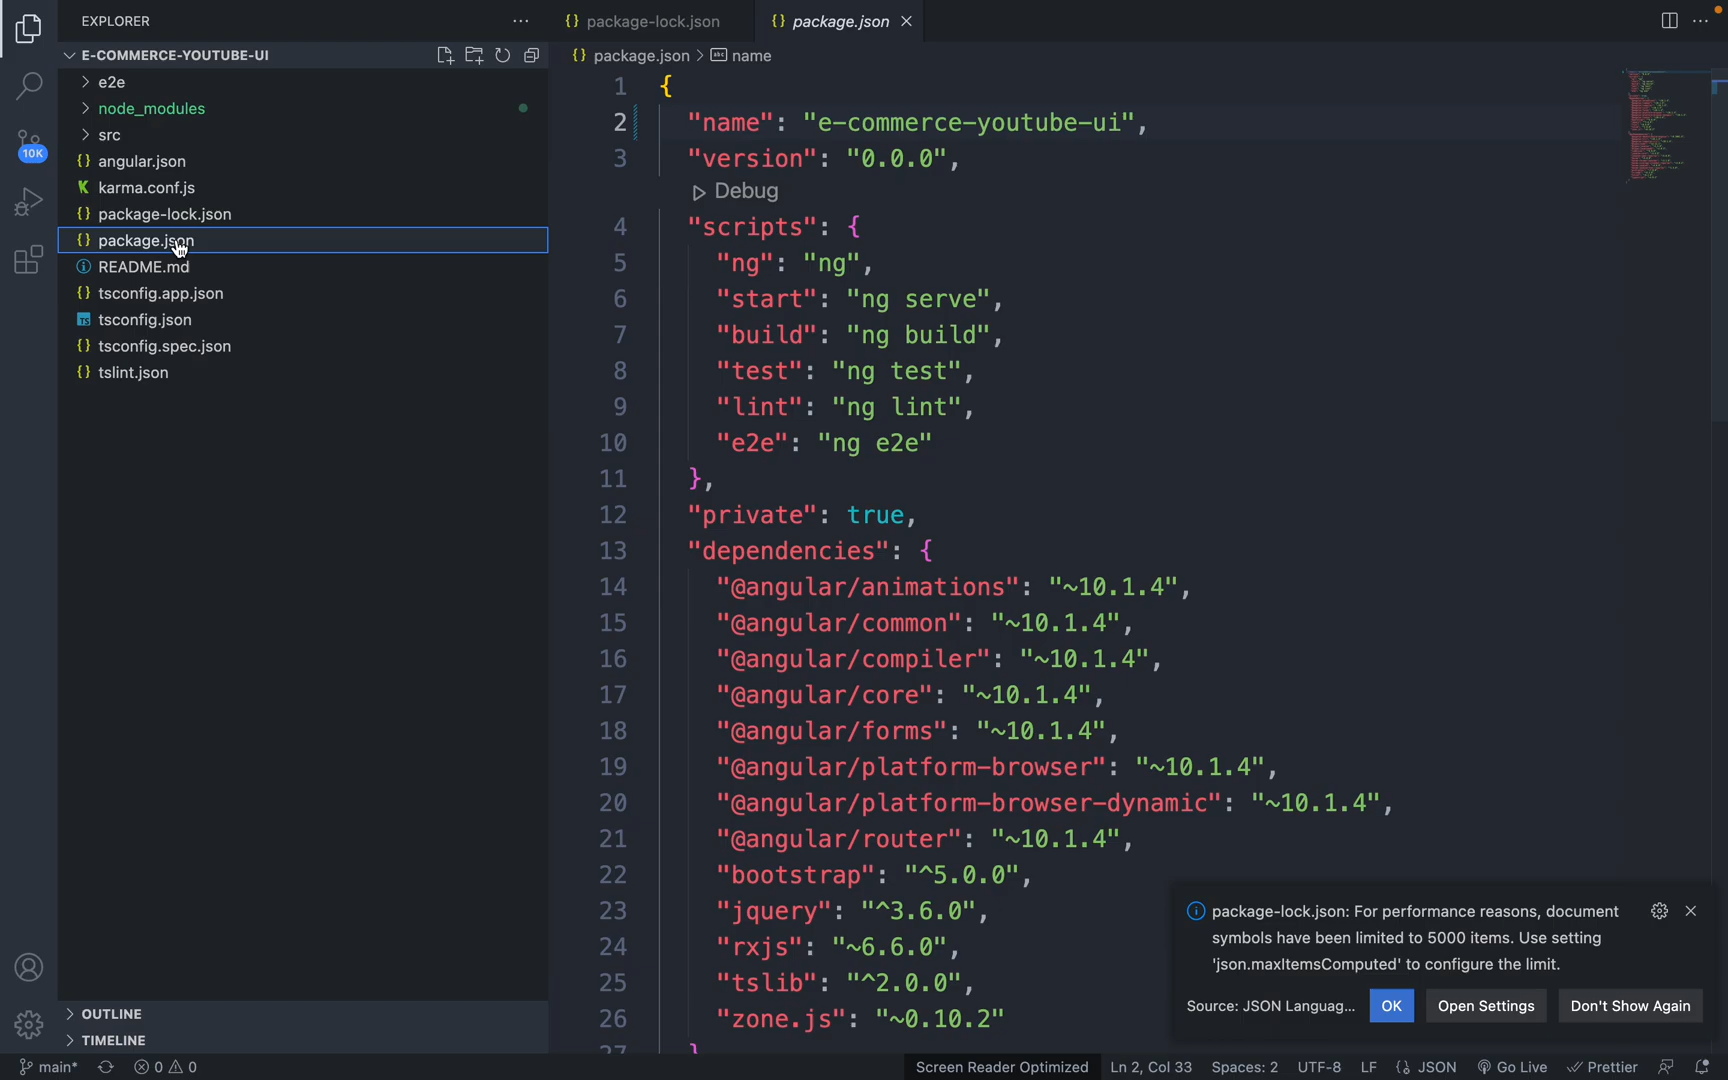 EXPLORER
E-COMMERCE-YOUTUBE-UI
e2e
node_modules
src
angular.json
karma.conf.js
package-lock.json
package.json
README.md
tsconfig.app.json
tsconfig.json
tsconfig.spec.json
tslint.json
OUTLINE
TIMELINE
10K
{} package-lock.json
{} package.json
{} package.json > abc name
1 {
2 "name": "e-commerce-youtube-ui",
3 "version": "0.0.0",
Debug
4 "scripts": {
5 "ng": "ng",
6 "start": "ng serve",
7 "build": "ng build",
8 "test": "ng test",
9 "lint": "ng lint",
10 "e2e": "ng e2e"
11 },
12 "private": true,
13 "dependencies": {
14 "@angular/animations": "~10.1.4",
15 "@angular/common": "~10.1.4",
16 "@angular/compiler": "~10.1.4",
17 "@angular/core": "~10.1.4",
18 "@angular/forms": "~10.1.4",
19 "@angular/platform-browser": "~10.1.4",
20 "@angular/platform-browser-dynamic": "~10.1.4",
21 "@angular/router": "~10.1.4",
22 "bootstrap": "^5.0.0",
23 "jquery": "^3.6.0",
24 "rxjs": "~6.6.0",
25 "tslib": "^2.0.0",
26 "zone.js": "~0.10.2"
27 }
package-lock.json: For performance reasons, document
symbols have been limited to 5000 items. Use setting
'json.maxItemsComputed' to configure the limit.
Source: JSON Languag... OK Open Settings Don't Show Again
main* 0 0 Screen Reader Optimized Ln 2, Col 33 Spaces: 2 UTF-8 LF {} JSON Go Live Prettier